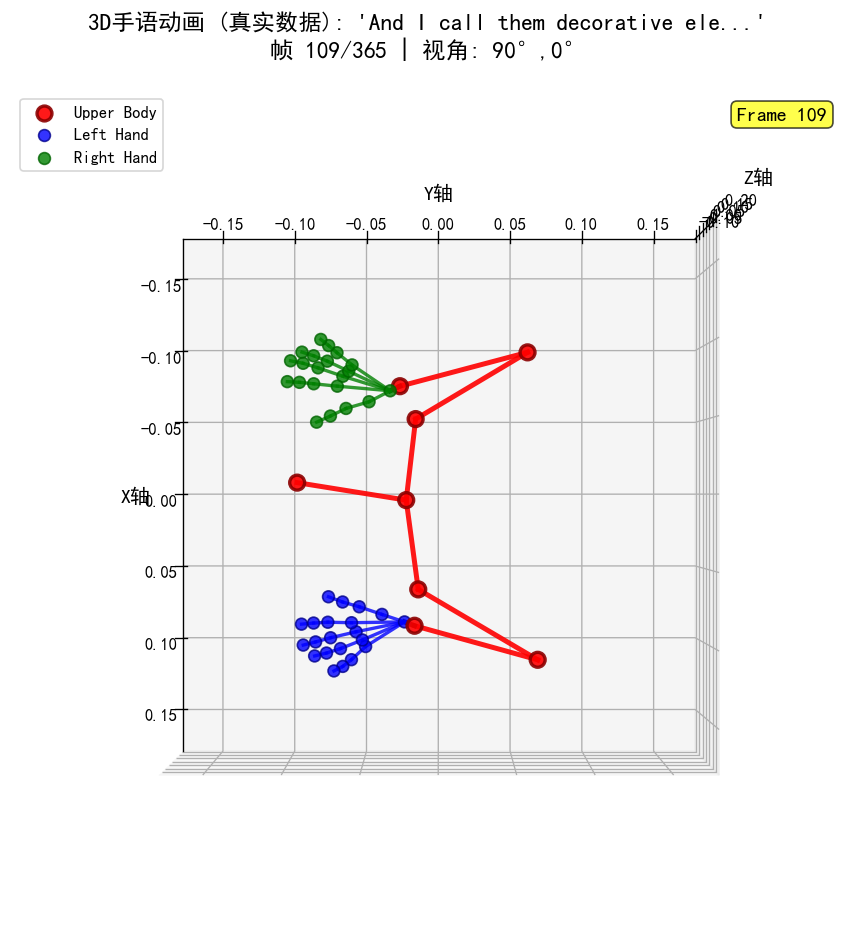 3D手语动画 (真实数据): 'And I call them decorative ele...'
帧 109/365 | 视角: 90°,0°
Upper Body
Left Hand
Right Hand
Frame 109
Z轴
Y轴
-0.15 -0.10 -0.05 0.00 0.05 0.10 0.15
-0.15
-0.10
-0.05
X轴
0.00
0.05
0.10
0.15